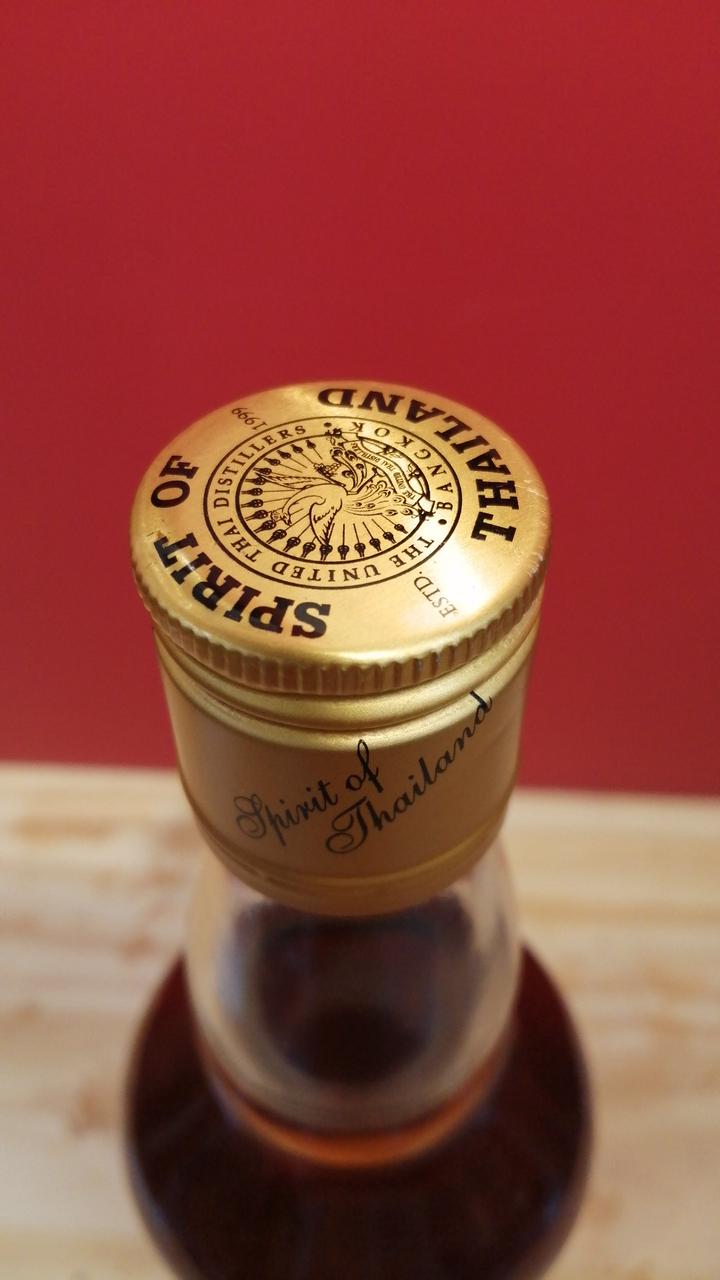 SPIRIT OF THAILAND
ESTD. 1999
THE UNITED THAI DISTILLERS • BANGKOK •
Spirit of
Thailand